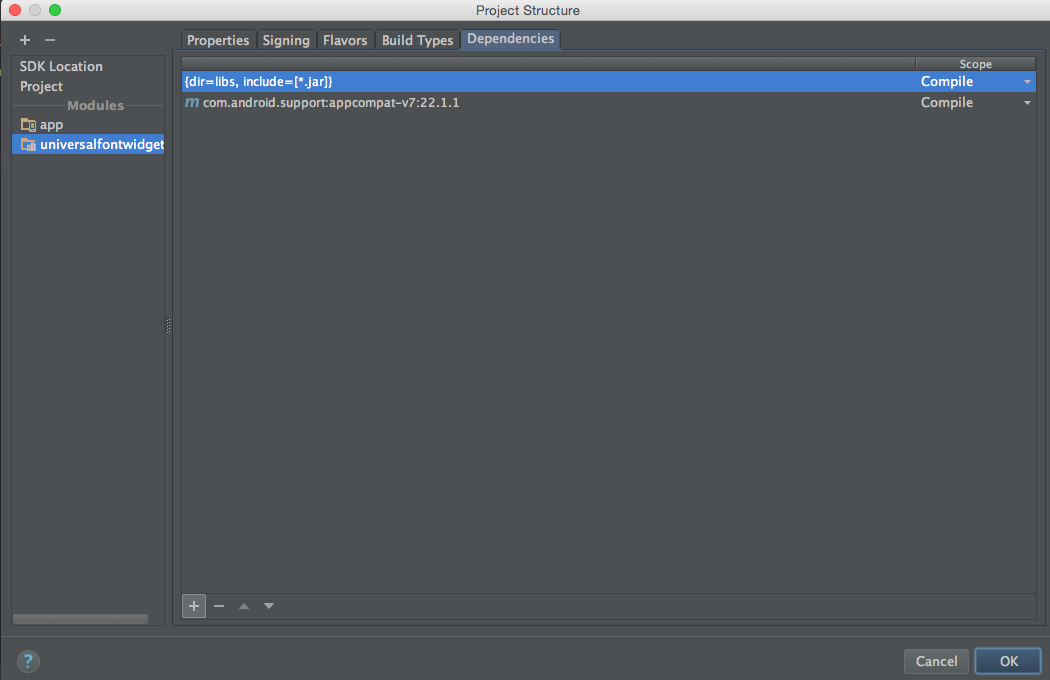 Project Structure
SDK Location
Project
Modules
app
universalfontwidget
Properties
Signing
Flavors
Build Types
Dependencies
Scope
{dir=libs, include=[*.jar]}
Compile
m com.android.support:appcompat-v7:22.1.1
Compile
?
Cancel
OK